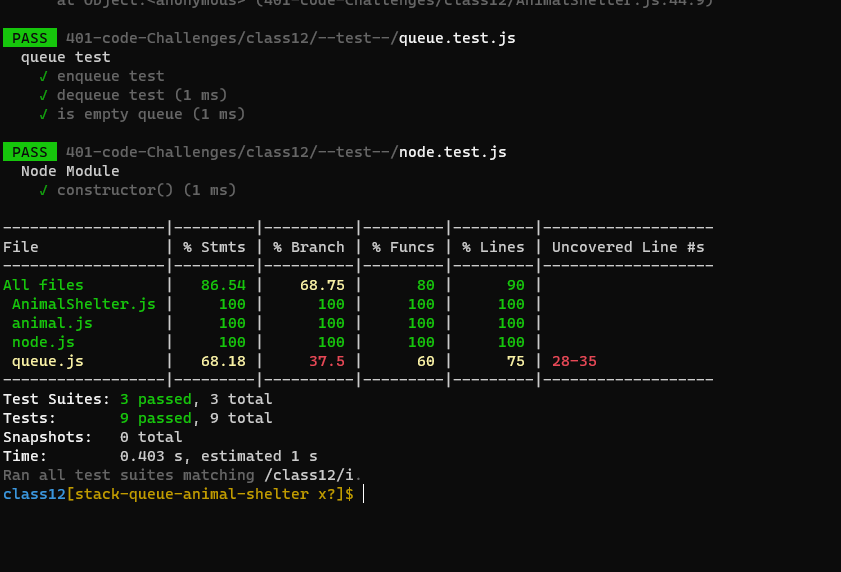 at Object.<anonymous> (401-code-Challenges/class12/AnimalShelter.js:44:9)
PASS 401-code-Challenges/class12/--test--/queue.test.js
queue test
√ enqueue test
√ dequeue test (1 ms)
√ is empty queue (1 ms)
PASS 401-code-Challenges/class12/--test--/node.test.js
Node Module
√ constructor() (1 ms)
------------------|---------|----------|---------|---------|-------------------
File              | % Stmts | % Branch | % Funcs | % Lines | Uncovered Line #s
------------------|---------|----------|---------|---------|-------------------
All files         |   86.54 |    68.75 |      80 |      90 |
 AnimalShelter.js |     100 |      100 |     100 |     100 |
 animal.js        |     100 |      100 |     100 |     100 |
 node.js          |     100 |      100 |     100 |     100 |
 queue.js         |   68.18 |     37.5 |      60 |      75 | 28-35
------------------|---------|----------|---------|---------|-------------------
Test Suites: 3 passed, 3 total
Tests:       9 passed, 9 total
Snapshots:   0 total
Time:        0.403 s, estimated 1 s
Ran all test suites matching /class12/i.
class12[stack-queue-animal-shelter x?]$